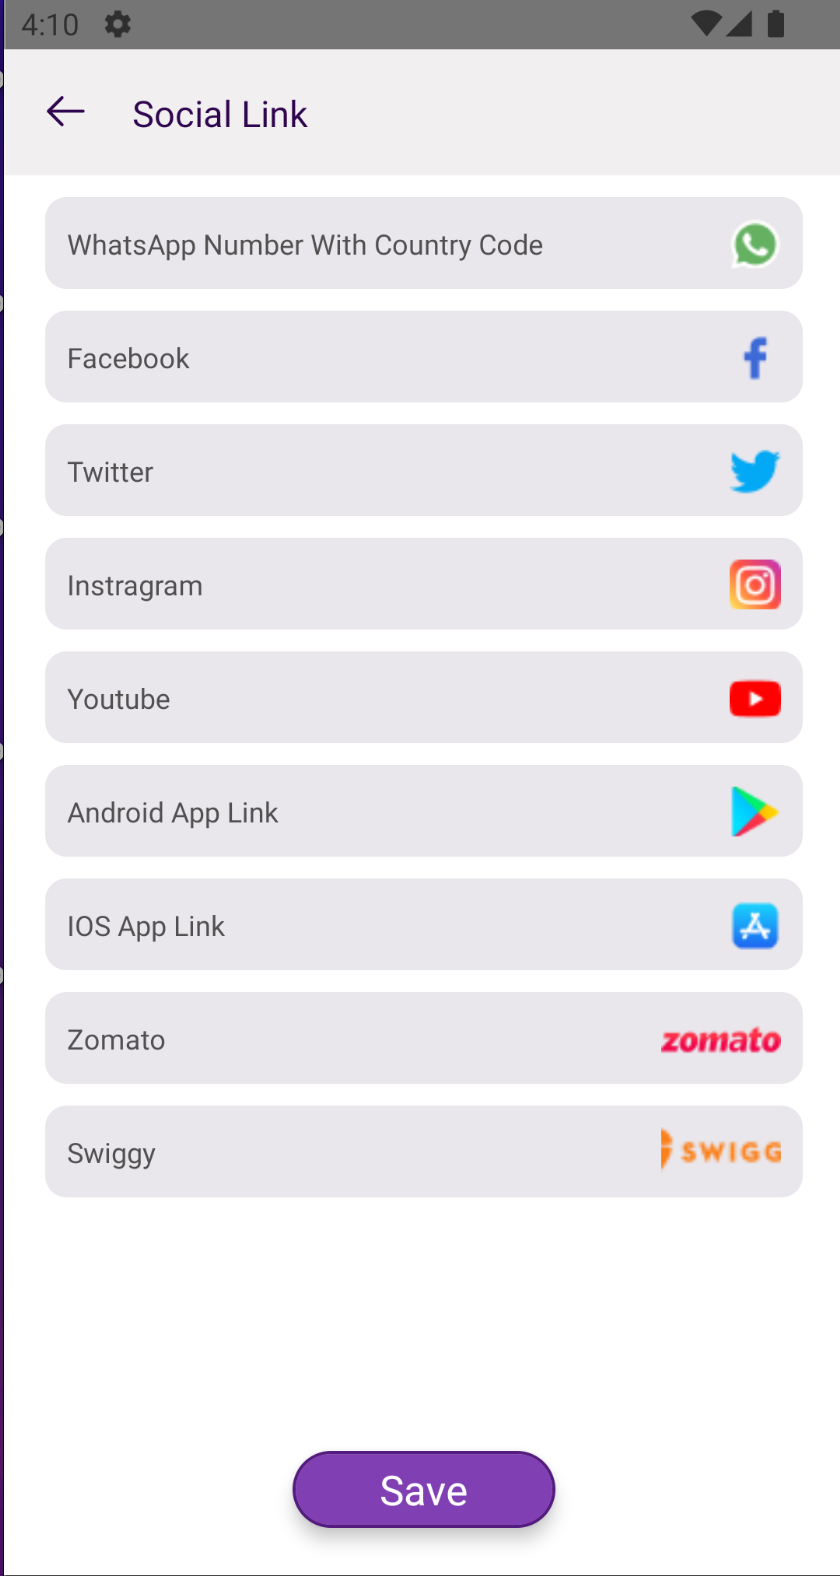 4:10
Social Link
WhatsApp Number With Country Code
Facebook
Twitter
Instragram
Youtube
Android App Link
IOS App Link
Zomato
zomato
Swiggy
SWIGG
Save